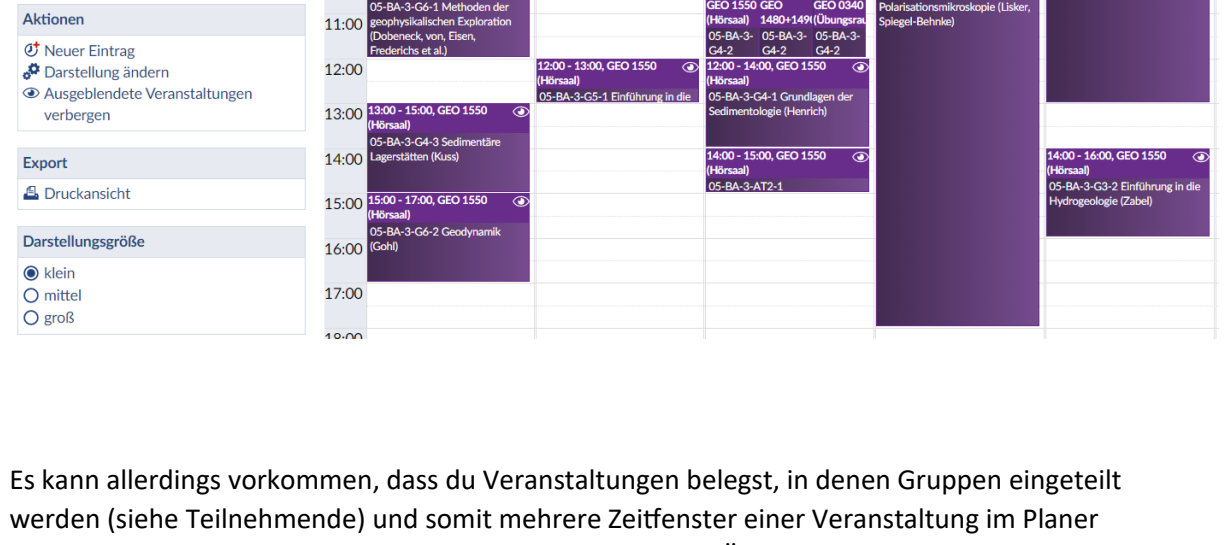 Aktionen
Neuer Eintrag
Darstellung ändern
Ausgeblendete Veranstaltungen
verbergen
Export
Druckansicht
Darstellungsgröße
klein
mittel
groß
11:00
12:00
13:00
14:00
15:00
16:00
17:00
18:00
05-BA-3-G6-1 Methoden der
geophysikalischen Exploration
(Dobeneck, von, Eisen,
Frederichs et al.)
13:00 - 15:00, GEO 1550
(Hörsaal)
05-BA-3-G4-3 Sedimentäre
Lagerstätten (Kuss)
15:00 - 17:00, GEO 1550
(Hörsaal)
05-BA-3-G6-2 Geodynamik
(Gohl)
12:00 - 13:00, GEO 1550
(Hörsaal)
05-BA-3-G5-1 Einführung in die
GEO 1550
(Hörsaal)
05-BA-3-
G4-2
GEO
1480+149
05-BA-3-
G4-2
GEO 0340
(Übungsrau
05-BA-3-
G4-2
12:00 - 14:00, GEO 1550
(Hörsaal)
05-BA-3-G4-1 Grundlagen der
Sedimentologie (Henrich)
14:00 - 15:00, GEO 1550
(Hörsaal)
05-BA-3-AT2-1
Polarisationsmikroskopie (Lisker,
Spiegel-Behnke)
14:00 - 16:00, GEO 1550
(Hörsaal)
05-BA-3-G3-2 Einführung in die
Hydrogeologie (Zabel)
Es kann allerdings vorkommen, dass du Veranstaltungen belegst, in denen Gruppen eingeteilt
werden (siehe Teilnehmende) und somit mehrere Zeitfenster einer Veranstaltung im Planer